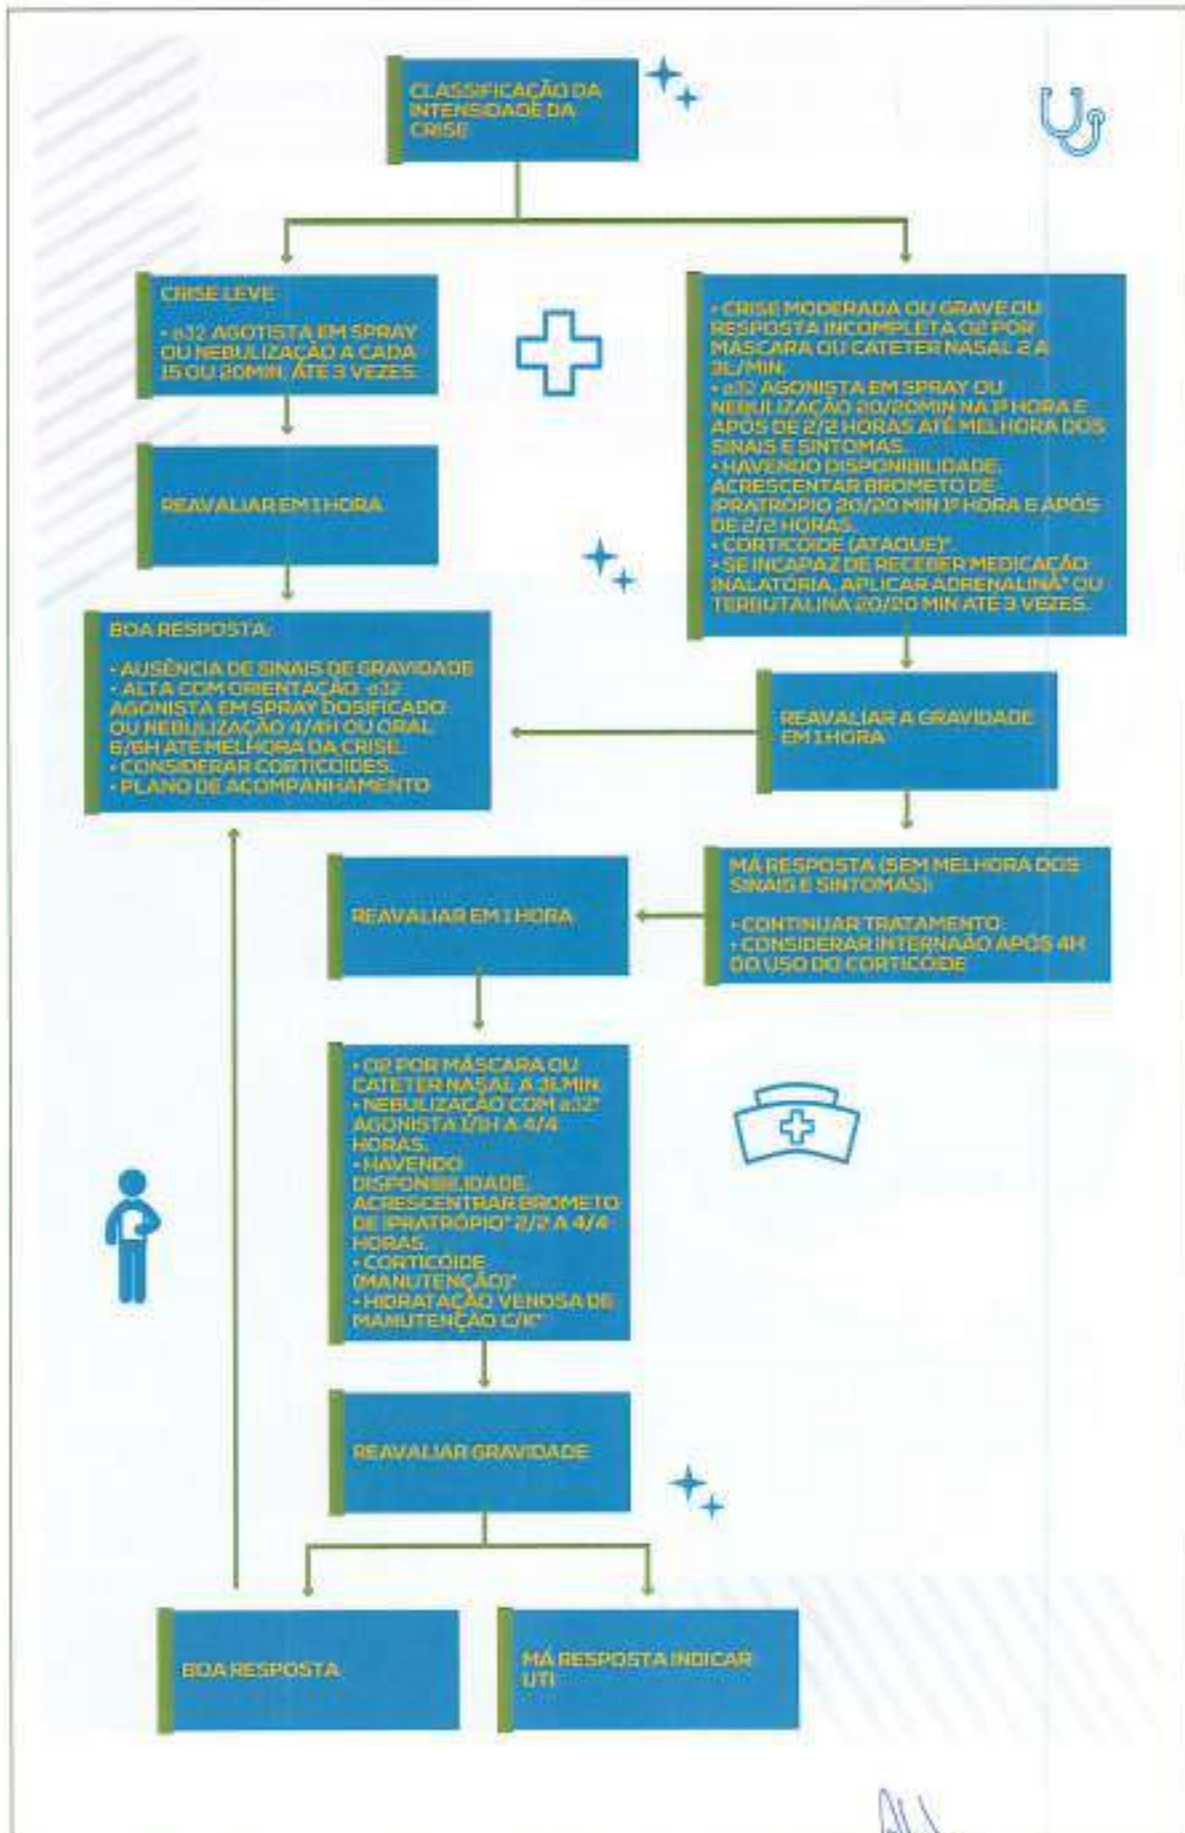 CLASSIFICAÇÃO DA
INTENSIDADE DA
CRISE
CRISE LEVE
• ø32 AGOTISTA EM SPRAY
OU NEBULIZAÇÃO A CADA
15 OU 20MIN, ATÉ 3 VEZES
REAVALIAR EM 1 HORA
BOA RESPOSTA:
• AUSÊNCIA DE SINAIS DE GRAVIDADE
• ALTA COM ORIENTAÇÃO: ø32
AGONISTA EM SPRAY DOSIFICADO
OU NEBULIZAÇÃO 4/4H OU ORAL
6/6H ATÉ MELHORA DA CRISE.
• CONSIDERAR CORTICOIDES.
• PLANO DE ACOMPANHAMENTO
• CRISE MODERADA OU GRAVE OU
RESPOSTA INCOMPLETA O2 POR
MÁSCARA OU CATETER NASAL 2 A
3L/MIN.
• ø32 AGONISTA EM SPRAY OU
NEBULIZAÇÃO 20/20MIN NA 1ª HORA E
APÓS DE 2/2 HORAS ATÉ MELHORA DOS
SINAIS E SINTOMAS.
• HAVENDO DISPONIBILIDADE,
ACRESCENTAR BROMETO DE
IPRATRÓPIO 20/20 MIN 1ª HORA E APÓS
DE 2/2 HORAS.
• CORTICÓIDE (ATAQUE)*.
• SE INCAPAZ DE RECEBER MEDICAÇÃO
INALATÓRIA, APLICAR ADRENALINA* OU
TERBUTALINA 20/20 MIN ATÉ 3 VEZES.
REAVALIAR A GRAVIDADE
EM 1 HORA
MÁ RESPOSTA (SEM MELHORA DOS
SINAIS E SINTOMAS):
• CONTINUAR TRATAMENTO
• CONSIDERAR INTERNAÃO APÓS 4H
DO USO DO CORTICÓIDE
REAVALIAR EM 1 HORA
• O2 POR MÁSCARA OU
CATETER NASAL A 3LMIN.
• NEBULIZAÇÃO COM ø32*
AGONISTA 1/1H A 4/4
HORAS.
• HAVENDO
DISPONIBILIDADE,
ACRESCENTRAR BROMETO
DE IPRATRÓPIO* 2/2 A 4/4
HORAS.
• CORTICÓIDE
(MANUTENÇÃO)*
• HIDRATAÇÃO VENOSA DE
MANUTENÇÃO C/K*
REAVALIAR GRAVIDADE
BOA RESPOSTA
MÁ RESPOSTA INDICAR
UTI